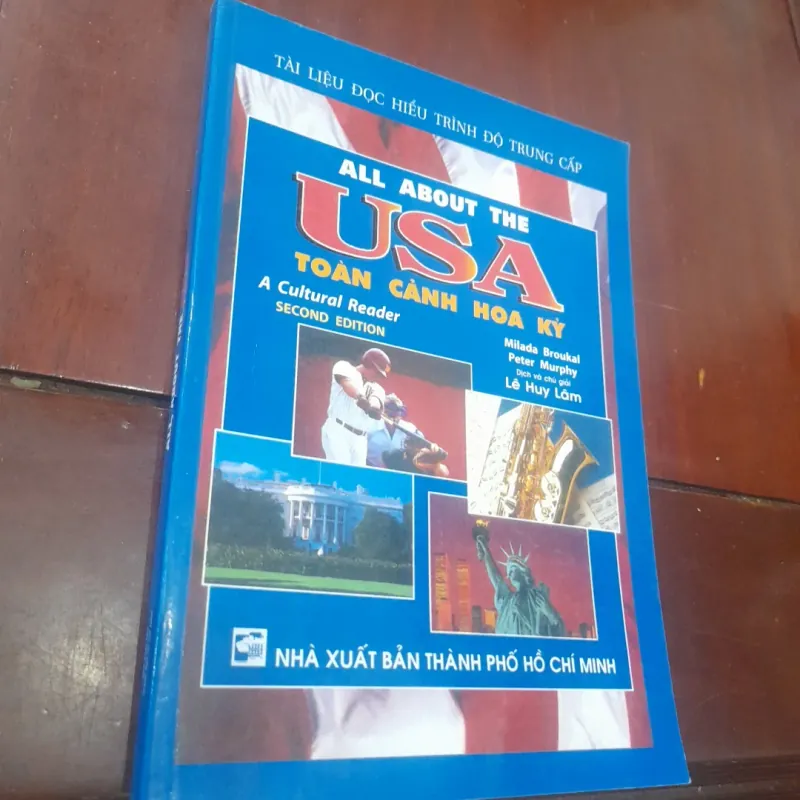 TÀI LIỆU ĐỌC HIỂU TRÌNH ĐỘ TRUNG CẤP
ALL ABOUT THE
USA
TOÀN CẢNH HOA KỲ
A Cultural Reader
SECOND EDITION
Milada Broukal
Peter Murphy
Dịch và chú giải
Lê Huy Lâm
NHÀ XUẤT BẢN THÀNH PHỐ HỒ CHÍ MINH